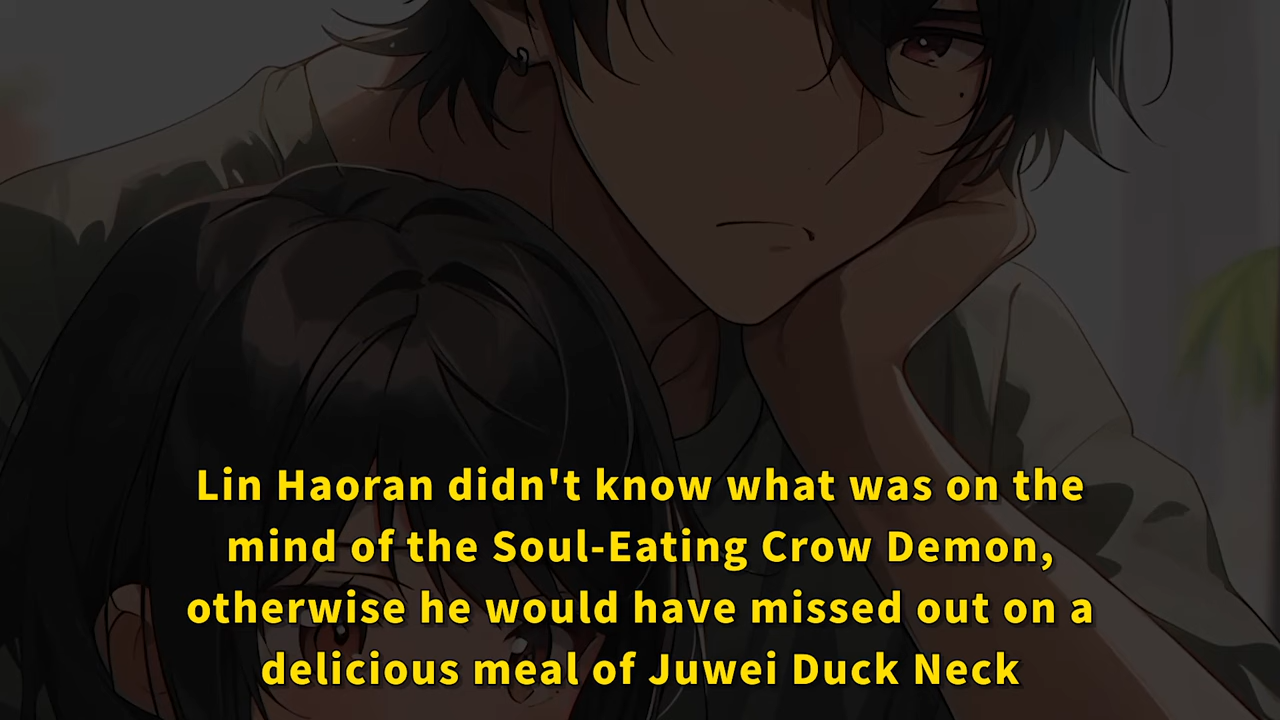 Lin Haoran didn't know what was on the
mind of the Soul-Eating Crow Demon,
otherwise he would have missed out on a
delicious meal of Juwei Duck Neck